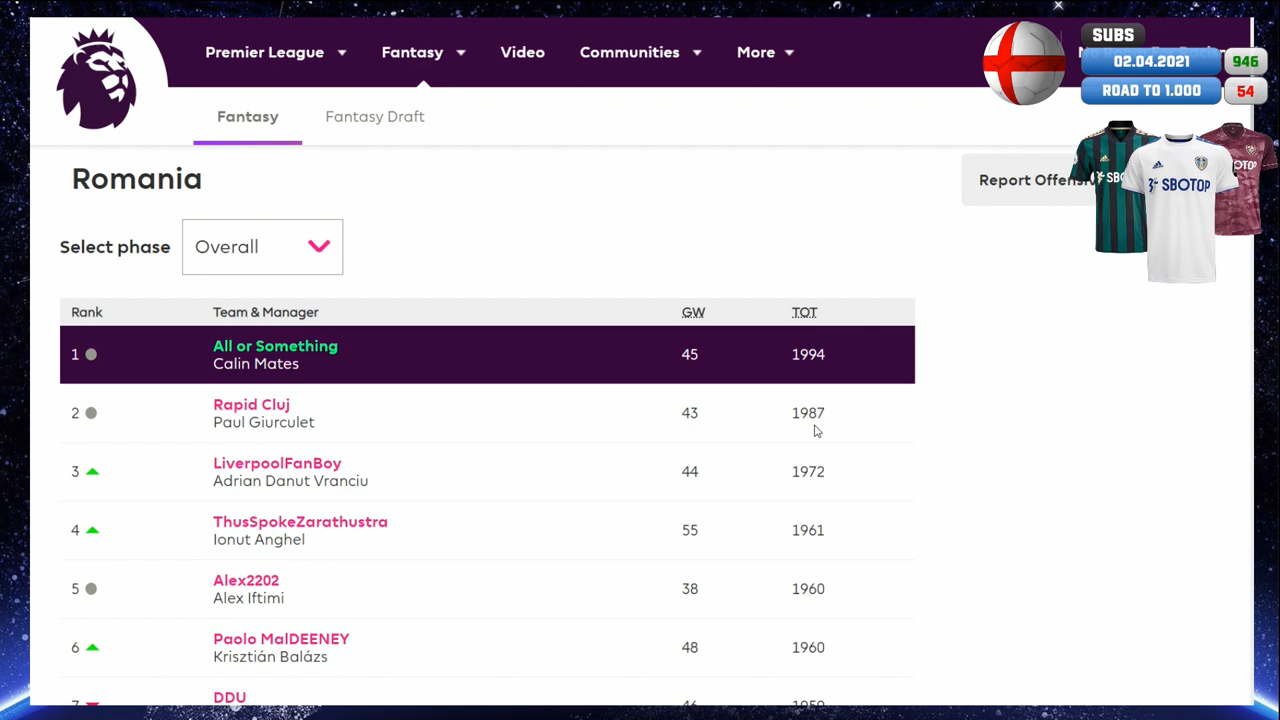 Premier League
Fantasy
Video
Communities
More
SUBS
02.04.2021
946
ROAD TO 1.000
54
Fantasy
Fantasy Draft
Romania
Report
Select phase
Overall
SBOTOP
Rank Team & Manager GW TOT
1 All or Something 45 1994
Calin Mates
2 Rapid Cluj 43 1987
Paul Giurculet
3 LiverpoolFanBoy 44 1972
Adrian Danut Vranciu
4 ThusSpokeZarathustra 55 1961
Ionut Anghel
5 Alex2202 38 1960
Alex Iftimi
6 Paolo MalDEENEY 48 1960
Krisztián Balázs
DDU